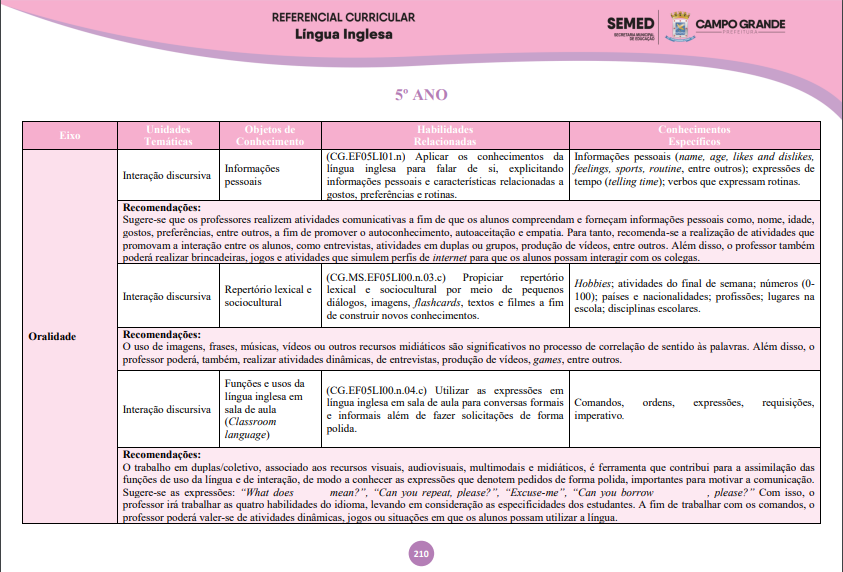 REFERENCIAL CURRICULAR
Língua Inglesa
SEMED
SECRETARIA MUNICIPAL
DE EDUCAÇÃO
CAMPO GRANDE
PREFEITURA
5º ANO
Eixo
Unidades
Temáticas
Objetos de
Conhecimento
Habilidades
Relacionadas
Conhecimentos
Específicos
Oralidade
Interação discursiva
Informações
pessoais
(CG.EF05LI01.n) Aplicar os conhecimentos da
língua inglesa para falar de si, explicitando
informações pessoais e características relacionadas a
gostos, preferências e rotinas.
Informações pessoais (name, age, likes and dislikes,
feelings, sports, routine, entre outros); expressões de
tempo (telling time); verbos que expressam rotinas.
Recomendações:
Sugere-se que os professores realizem atividades comunicativas a fim de que os alunos compreendam e forneçam informações pessoais como, nome, idade,
gostos, preferências, entre outros, a fim de promover o autoconhecimento, autoaceitação e empatia. Para tanto, recomenda-se a realização de atividades que
promovam a interação entre os alunos, como entrevistas, atividades em duplas ou grupos, produção de vídeos, entre outros. Além disso, o professor também
poderá realizar brincadeiras, jogos e atividades que simulem perfis de internet para que os alunos possam interagir com os colegas.
Interação discursiva
Repertório lexical e
sociocultural
(CG.MS.EF05LI00.n.03.c) Propiciar repertório
lexical e sociocultural por meio de pequenos
diálogos, imagens, flashcards, textos e filmes a fim
de construir novos conhecimentos.
Hobbies; atividades do final de semana; números (0-
100); países e nacionalidades; profissões; lugares na
escola; disciplinas escolares.
Recomendações:
O uso de imagens, frases, músicas, vídeos ou outros recursos midiáticos são significativos no processo de correlação de sentido às palavras. Além disso, o
professor poderá, também, realizar atividades dinâmicas, de entrevistas, produção de vídeos, games, entre outros.
Interação discursiva
Funções e usos da
língua inglesa em
sala de aula
(Classroom
language)
(CG.EF05LI00.n.04.c) Utilizar as expressões em
língua inglesa em sala de aula para conversas formais
e informais além de fazer solicitações de forma
polida.
Comandos, ordens, expressões, requisições,
imperativo.
Recomendações:
O trabalho em duplas/coletivo, associado aos recursos visuais, audiovisuais, multimodais e midiáticos, é ferramenta que contribui para a assimilação das
funções de uso da língua e de interação, de modo a conhecer as expressões que denotem pedidos de forma polida, importantes para motivar a comunicação.
Sugere-se as expressões: “What does mean?”, “Can you repeat, please?”, “Excuse-me”, “Can you borrow , please?” Com isso, o
professor irá trabalhar as quatro habilidades do idioma, levando em consideração as especificidades dos estudantes. A fim de trabalhar com os comandos, o
professor poderá valer-se de atividades dinâmicas, jogos ou situações em que os alunos possam utilizar a língua.
210